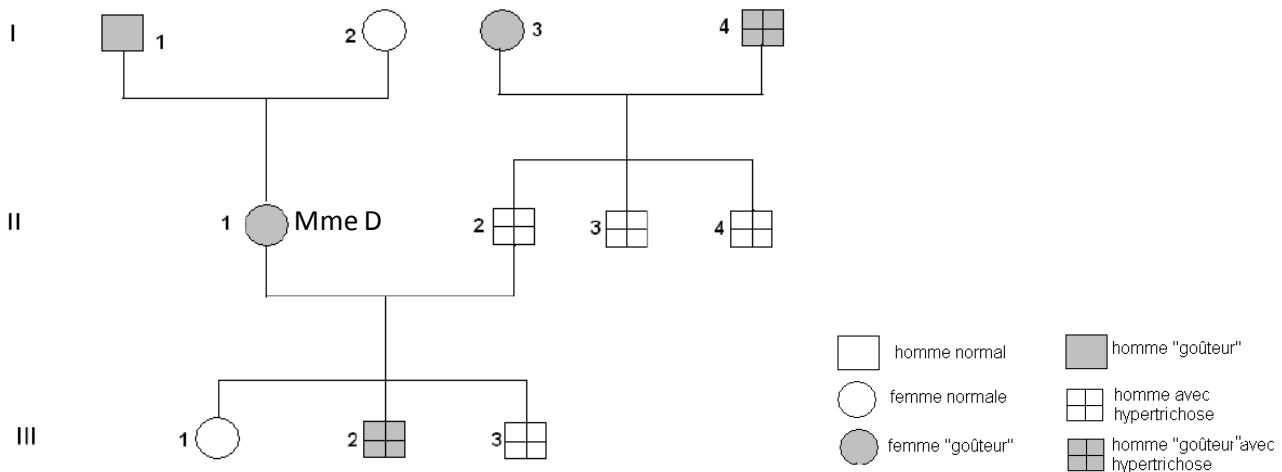 I 1 2 3 4
II 1 Mme D 2 3 4
III 1 2 3
homme normal
femme normale
femme "goûteur"
homme "goûteur"
homme avec
hypertrichose
homme "goûteur"avec
hypertrichose